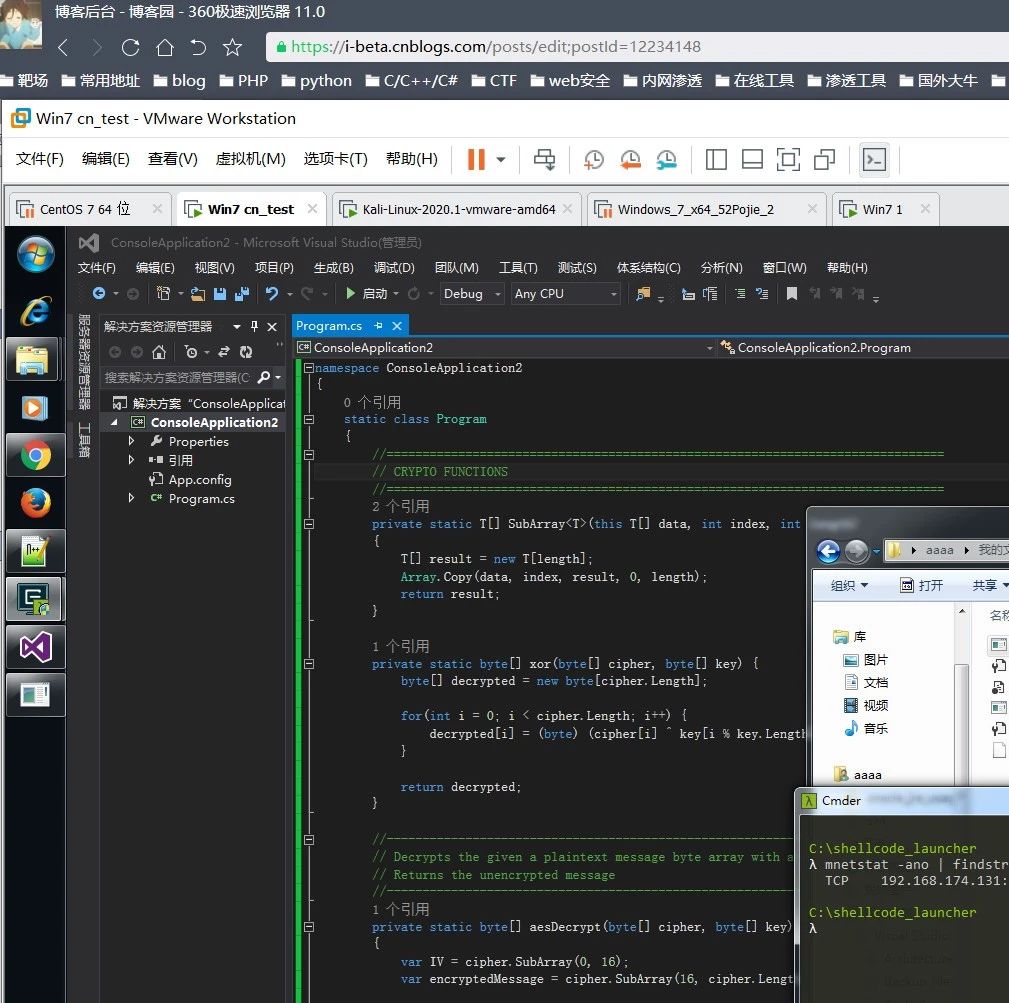 博客后台 - 博客园 - 360极速浏览器 11.0
https://i-beta.cnblogs.com/posts/edit;postId=12234148
靶场 常用地址 blog PHP python C/C++/C# CTF web安全 内网渗透 在线工具 渗透工具 国外大牛
Win7 cn_test - VMware Workstation
文件(F) 编辑(E) 查看(V) 虚拟机(M) 选项卡(T) 帮助(H)
CentOS 7 64 位 Win7 cn_test Kali-Linux-2020.1-vmware-amd64 Windows_7_x64_52Pojie_2 Win7 1
ConsoleApplication2 - Microsoft Visual Studio(管理员)
文件(F) 编辑(E) 视图(V) 项目(P) 生成(B) 调试(D) 团队(M) 工具(T) 测试(S) 体系结构(C) 分析(N) 窗口(W) 帮助(H)
启动 Debug Any CPU
服务器资源管理器
工具箱
解决方案资源管理器
搜索解决方案资源管理器(C
解决方案 "ConsoleApplicat
ConsoleApplication2
Properties
引用
App.config
Program.cs
Program.cs
ConsoleApplication2 ConsoleApplication2.Program
namespace ConsoleApplication2
{
0 个引用
static class Program
{
//==============================================================================
// CRYPTO FUNCTIONS
//==============================================================================
2 个引用
private static T[] SubArray<T>(this T[] data, int index, int
{
T[] result = new T[length];
Array.Copy(data, index, result, 0, length);
return result;
}
1 个引用
private static byte[] xor(byte[] cipher, byte[] key) {
byte[] decrypted = new byte[cipher.Length];
for(int i = 0; i < cipher.Length; i++) {
decrypted[i] = (byte) (cipher[i] ^ key[i % key.Length
}
return decrypted;
}
//----------------------------------------------------------
// Decrypts the given a plaintext message byte array with a
// Returns the unencrypted message
//----------------------------------------------------------
1 个引用
private static byte[] aesDecrypt(byte[] cipher, byte[] key)
{
var IV = cipher.SubArray(0, 16);
var encryptedMessage = cipher.SubArray(16, cipher.Lengt
aaaa 我的文
组织 打开 共享
名称
库
图片
文档
视频
音乐
aaaa
Cmder
C:\shellcode_launcher
λ mnetstat -ano | findstr
TCP 192.168.174.131:
C:\shellcode_launcher
λ
Visual Studio
Architecture
Backup File